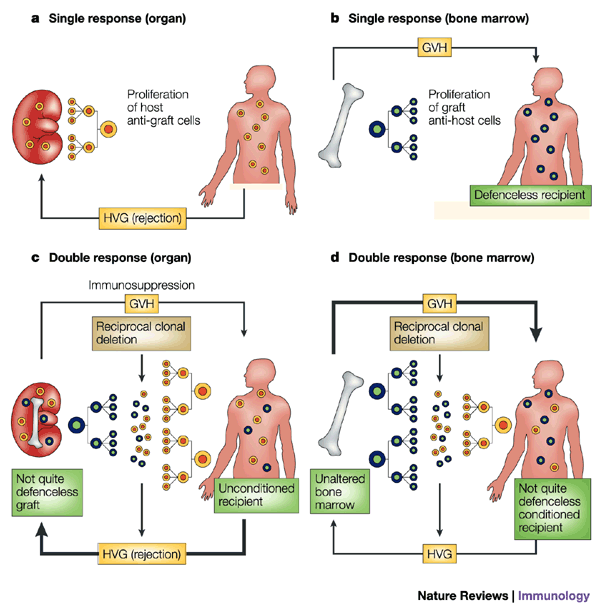 a Single response (organ)
Proliferation
of host
anti-graft cells
HVG (rejection)
b Single response (bone marrow)
GVH
Proliferation
of graft
anti-host cells
Defenceless recipient
c Double response (organ)
Immunosuppression
GVH
Reciprocal clonal
deletion
Not quite
defenceless
graft
Unconditioned
recipient
HVG (rejection)
d Double response (bone marrow)
GVH
Reciprocal clonal
deletion
Unaltered
bone
marrow
Not quite
defenceless
conditioned
recipient
HVG
Nature Reviews | Immunology